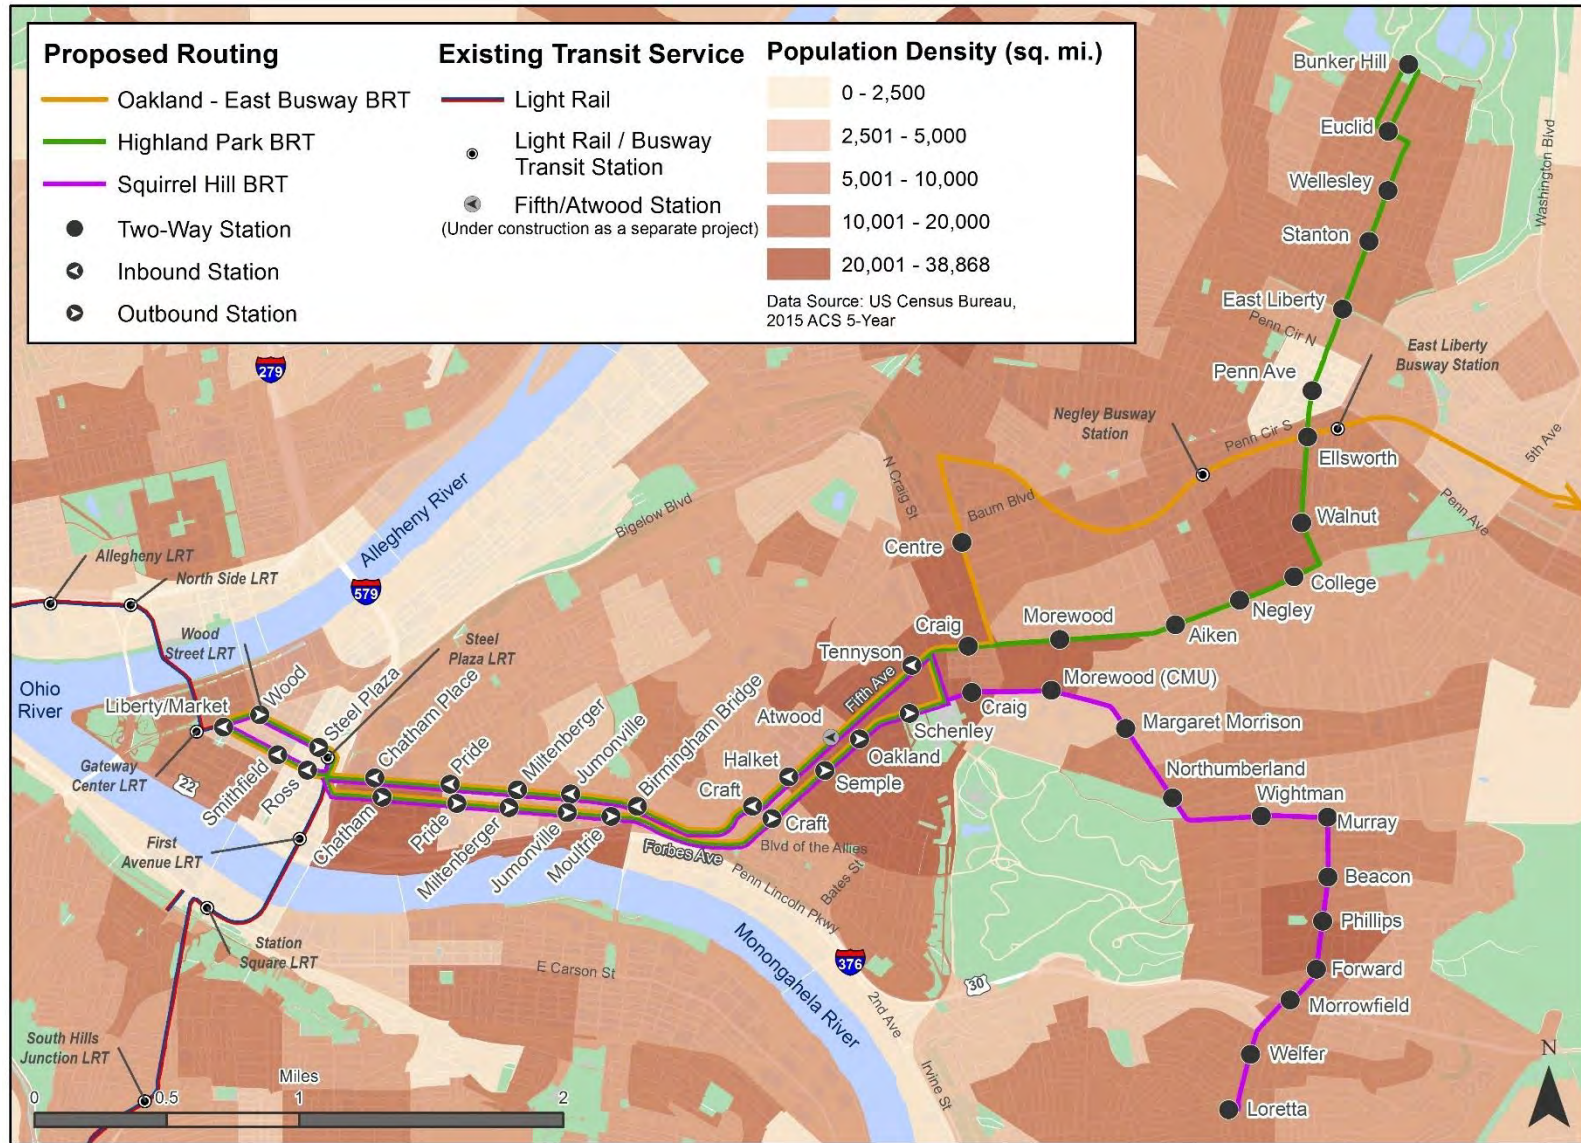 Proposed Routing
Oakland - East Busway BRT
Highland Park BRT
Squirrel Hill BRT
Two-Way Station
Inbound Station
Outbound Station
Existing Transit Service
Light Rail
Light Rail / Busway
Transit Station
Fifth/Atwood Station
(Under construction as a separate project)
Population Density (sq. mi.)
0 - 2,500
2,501 - 5,000
5,001 - 10,000
10,001 - 20,000
20,001 - 38,868
Data Source: US Census Bureau,
2015 ACS 5-Year
Bunker Hill
Euclid
Washington Blvd
Wellesley
Stanton
East Liberty
Penn Cir N
East Liberty
Busway Station
Penn Ave
Negley Busway
Station
Penn Cir S
Ellsworth
5th Ave
Penn Ave
279
N Craig St
Baum Blvd
Bigelow Blvd
Walnut
Centre
College
Negley
Aiken
Morewood
Craig
Tennyson
Fifth Ave
Morewood (CMU)
Craig
Margaret Morrison
Allegheny River
Allegheny LRT
North Side LRT
579
Wood
Street LRT
Steel
Plaza LRT
Ohio
River
Liberty/Market
Wood
Steel Plaza
Chatham Place
Pride
Miltenberger
Jumonville
Birmingham Bridge
Atwood
Halket
Craft
Schenley
Oakland
Semple
Craft
Gateway
Center LRT
22
Smithfield
Ross
Chatham
Pride
Miltenberger
Jumonville
Moultrie
Forbes Ave
Blvd of the Allies
Bates St
Penn Lincoln Pkwy
Northumberland
Wightman
Murray
Beacon
Phillips
Forward
Morrowfield
Welfer
Loretta
First
Avenue LRT
Station
Square LRT
E Carson St
Monongahela River
376
30
2nd Ave
Irvine St
South Hills
Junction LRT
Miles
0 0.5 1 2
N